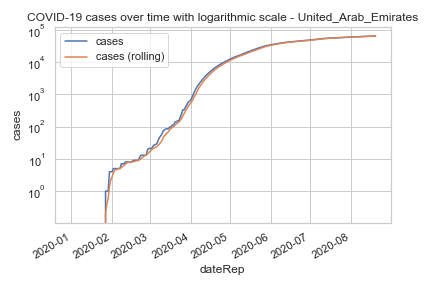 COVID-19 cases over time with logarithmic scale - United_Arab_Emirates
cases
cases (rolling)
10^5
10^4
10^3
10^2
10^1
10^0
cases
2020-01
2020-02
2020-03
2020-04
2020-05
2020-06
2020-07
2020-08
dateRep